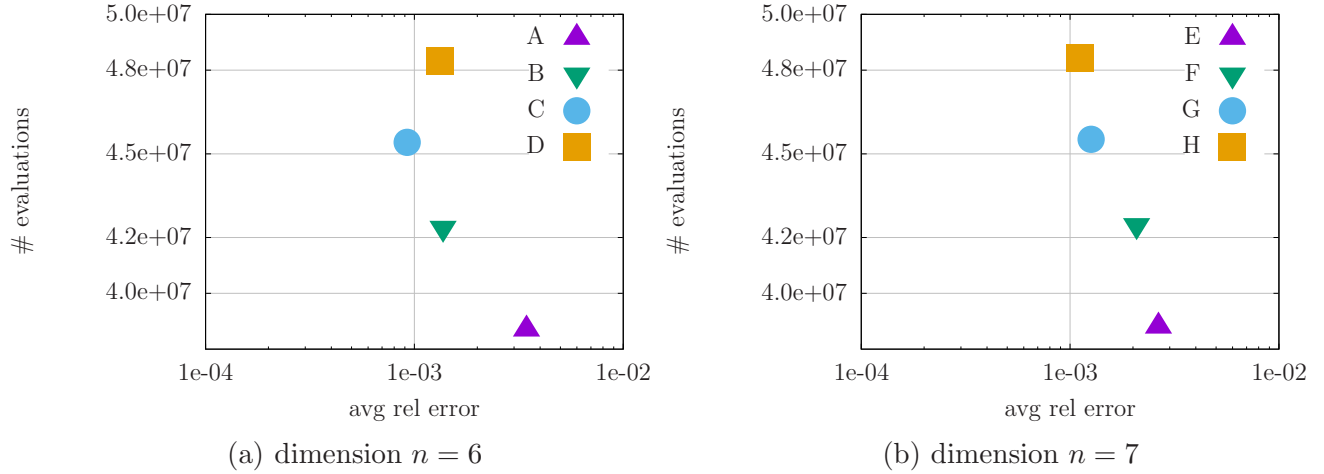 # evaluations
5.0e+07
4.8e+07
4.5e+07
4.2e+07
4.0e+07
1e-04
1e-03
1e-02
avg rel error
A
B
C
D
(a) dimension n = 6
# evaluations
5.0e+07
4.8e+07
4.5e+07
4.2e+07
4.0e+07
1e-04
1e-03
1e-02
avg rel error
E
F
G
H
(b) dimension n = 7